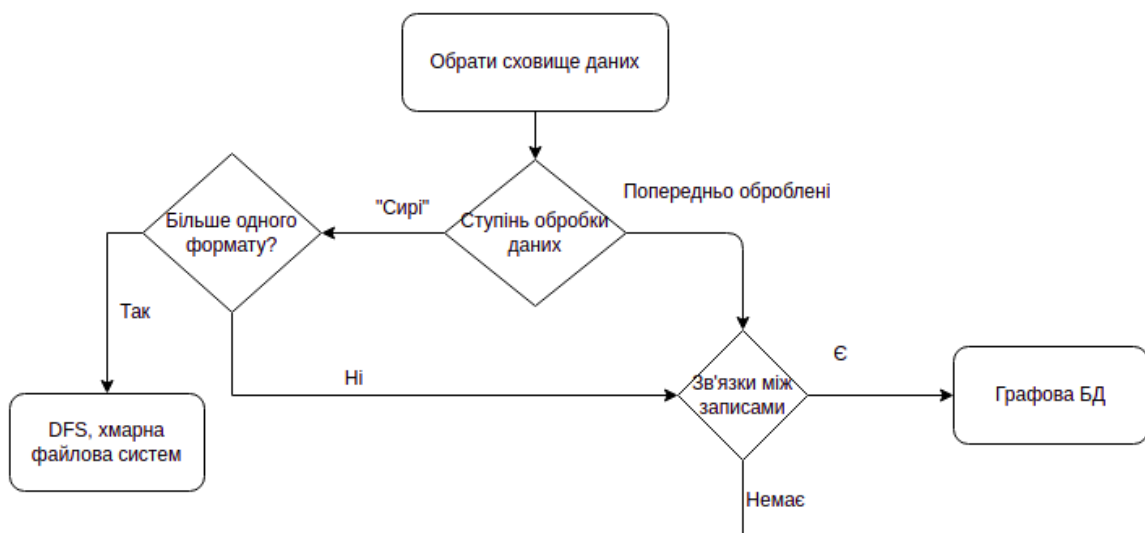 Обрати сховище даних
Попередньо оброблені
"Сирі"
Більше одного
формату?
Ступінь обробки
даних
Так
Є
Ні
Зв'язки між
записами
Графова БД
DFS, хмарна
файлова систем
Немає